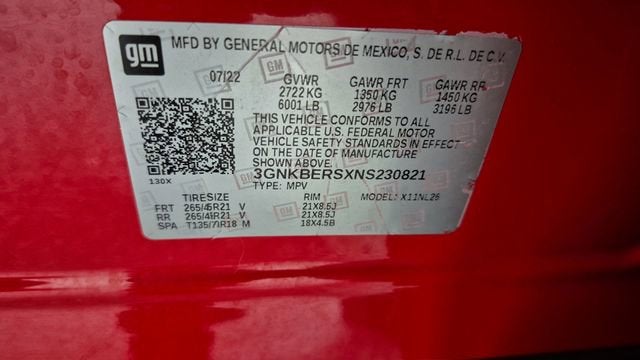 gm MFD BY GENERAL MOTORS DE MEXICO, S. DE R.L. DE C.V.
07/22 GVWR GAWR FRT GAWR RR
2722 KG 1350 KG 1450 KG
6001 LB 2976 LB 3196 LB
THIS VEHICLE CONFORMS TO ALL
APPLICABLE U.S. FEDERAL MOTOR
VEHICLE SAFETY STANDARDS IN EFFECT
ON THE DATE OF MANUFACTURE
SHOWN ABOVE.
3GNKBERSXNS230821
130X TYPE: MPV MODEL: X11NL26
TIRE SIZE RIM
FRT 265/45R21 V 21X8.5J
RR 265/45R21 V 21X8.5J
SPA T135/70R18 M 18X4.5B